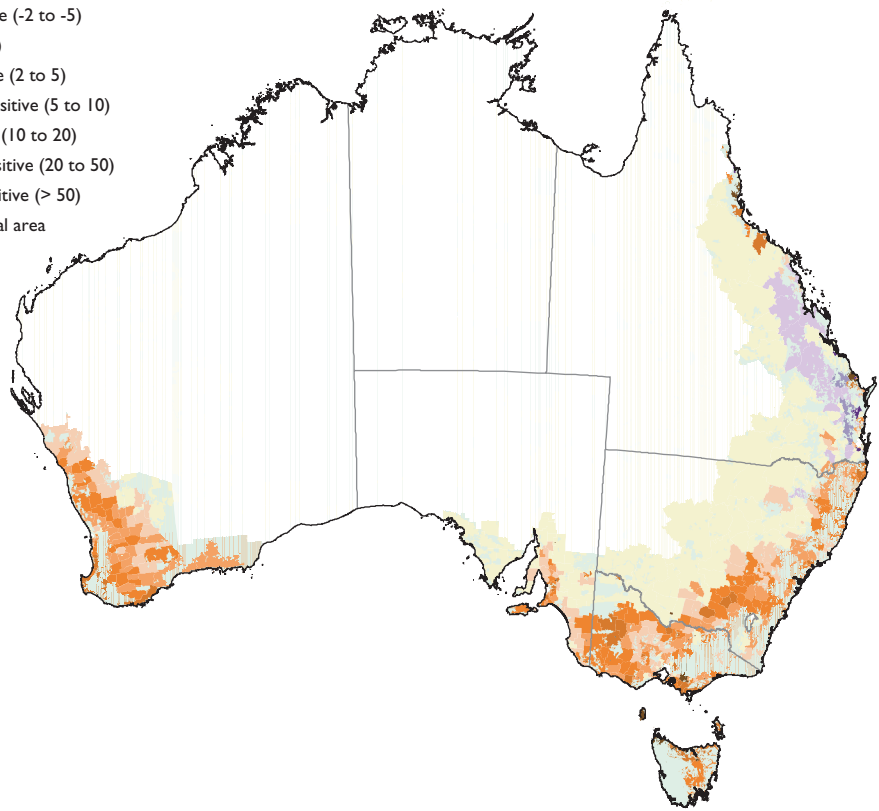 e (-2 to -5)
)
e (2 to 5)
sitive (5 to 10)
(10 to 20)
sitive (20 to 50)
itive (> 50)
al area